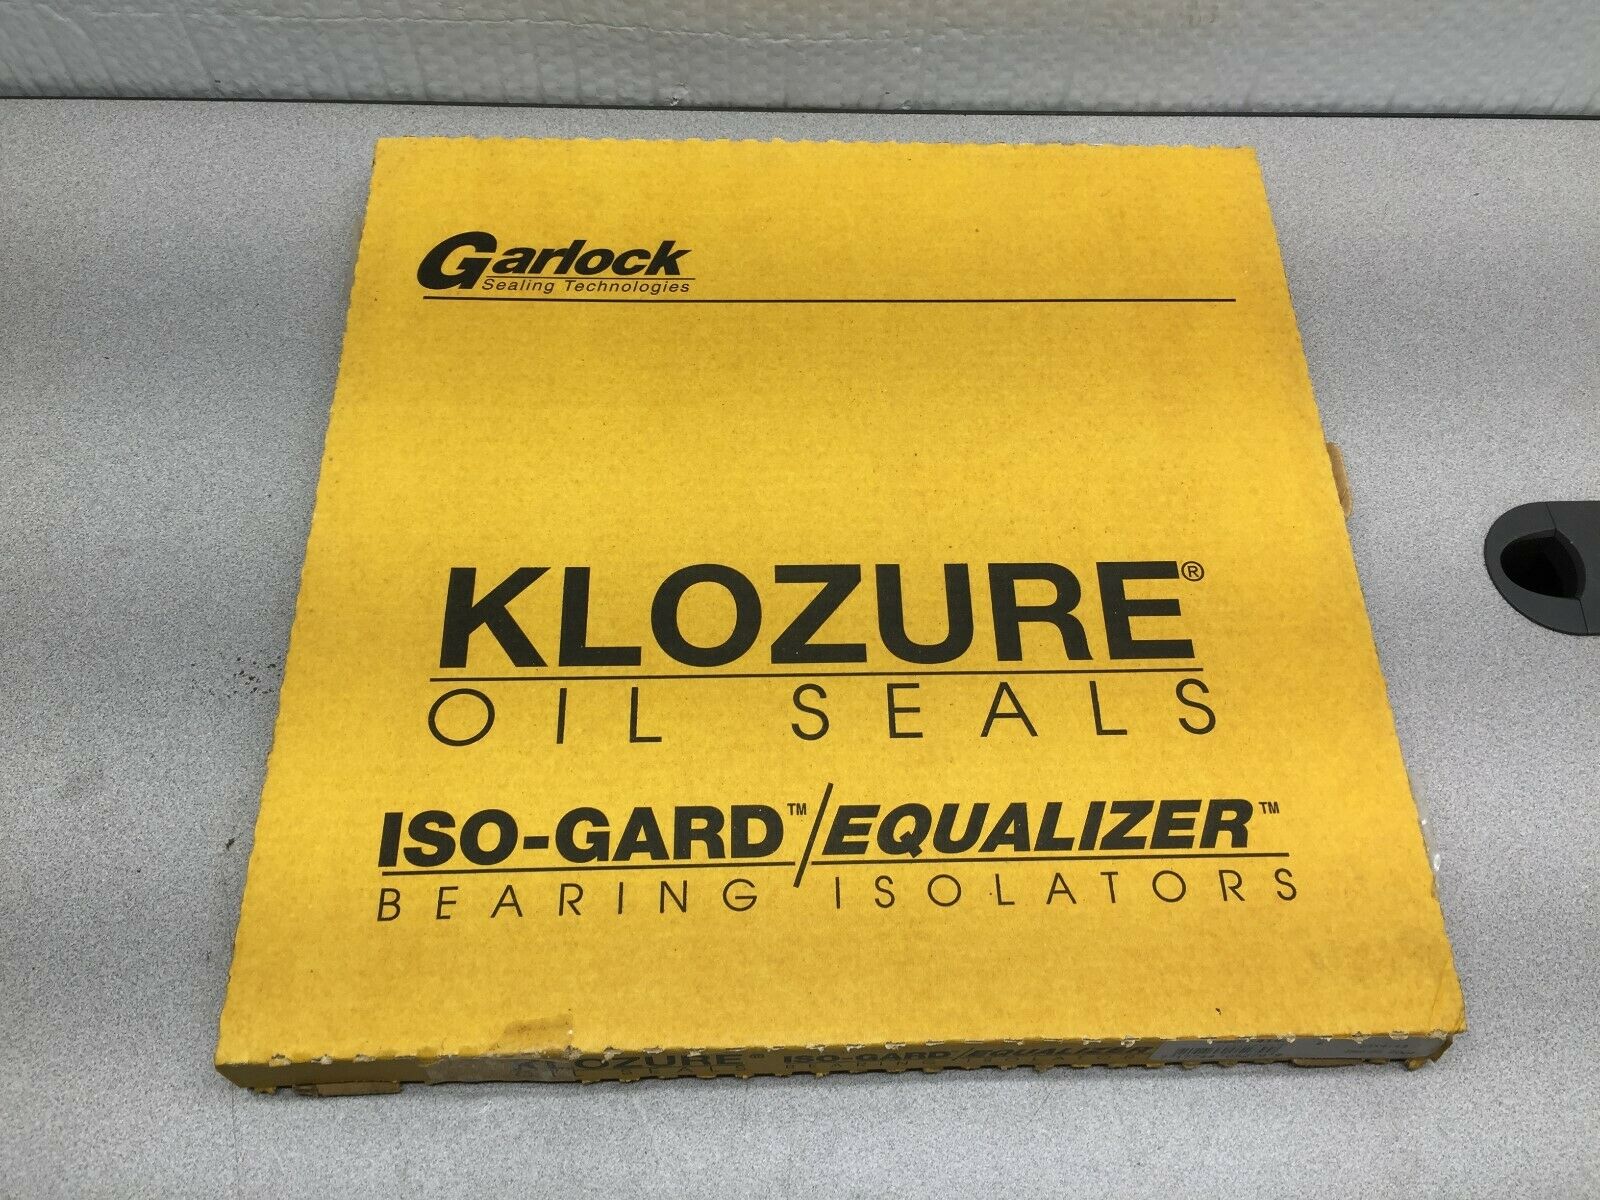 Garlock
Sealing Technologies
KLOZURE®
OIL SEALS
ISO-GARD™/EQUALIZER™
BEARING ISOLATORS
KLOZURE® ISO-GARD/EQUALIZER